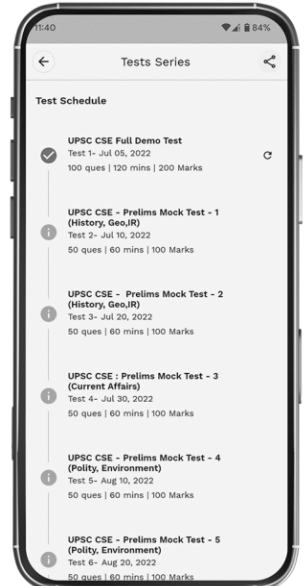 11:40
84%
Tests Series
Test Schedule
UPSC CSE Full Demo Test
Test 1- Jul 05, 2022
100 ques | 120 mins | 200 Marks
UPSC CSE - Prelims Mock Test - 1
(History, Geo,IR)
Test 2- Jul 10, 2022
50 ques | 60 mins | 100 Marks
UPSC CSE - Prelims Mock Test - 2
(History, Geo,IR)
Test 3- Jul 20, 2022
50 ques | 60 mins | 100 Marks
UPSC CSE : Prelims Mock Test - 3
(Current Affairs)
Test 4- Jul 30, 2022
50 ques | 60 mins | 100 Marks
UPSC CSE - Prelims Mock Test - 4
(Polity, Environment)
Test 5- Aug 10, 2022
50 ques | 60 mins | 100 Marks
UPSC CSE - Prelims Mock Test - 5
(Polity, Environment)
Test 6- Aug 20, 2022
50 ques | 60 mins | 100 Marks